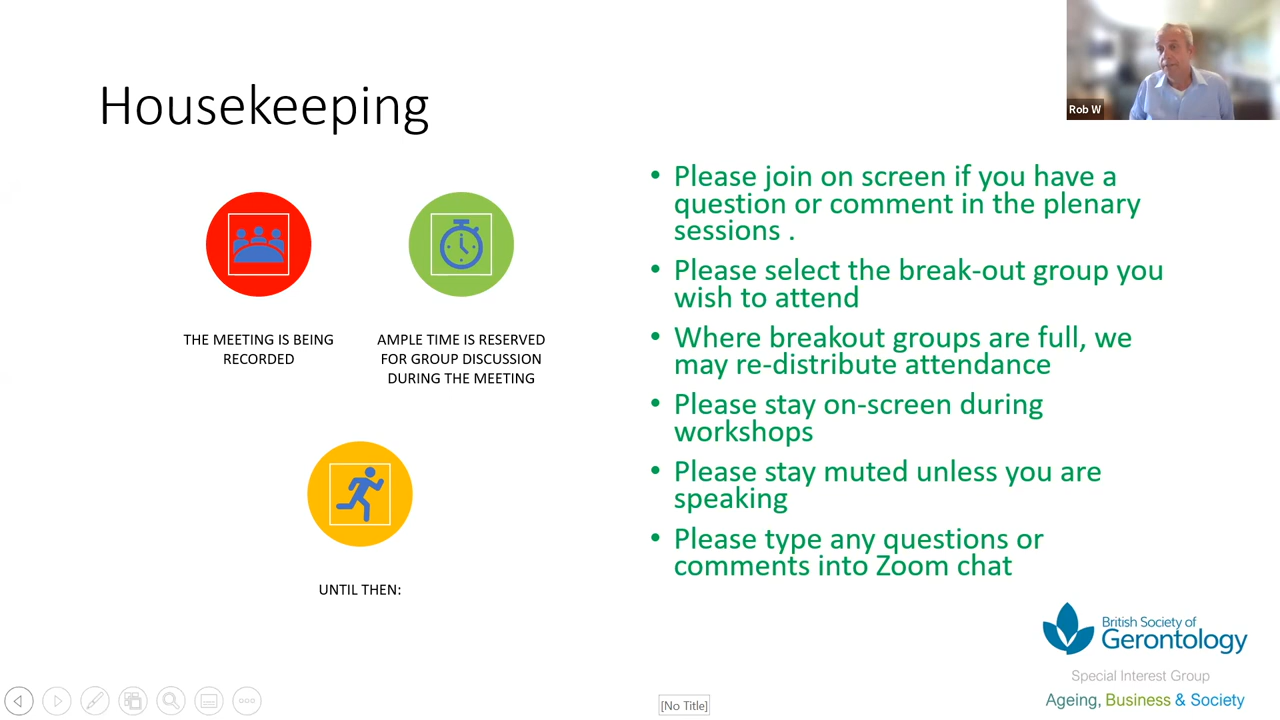 Housekeeping
Rob W
THE MEETING IS BEING
RECORDED
AMPLE TIME IS RESERVED
FOR GROUP DISCUSSION
DURING THE MEETING
UNTIL THEN:
• Please join on screen if you have a
question or comment in the plenary
sessions .
• Please select the break-out group you
wish to attend
• Where breakout groups are full, we
may re-distribute attendance
• Please stay on-screen during
workshops
• Please stay muted unless you are
speaking
• Please type any questions or
comments into Zoom chat
British Society of
Gerontology
Special Interest Group
Ageing, Business & Society
[No Title]